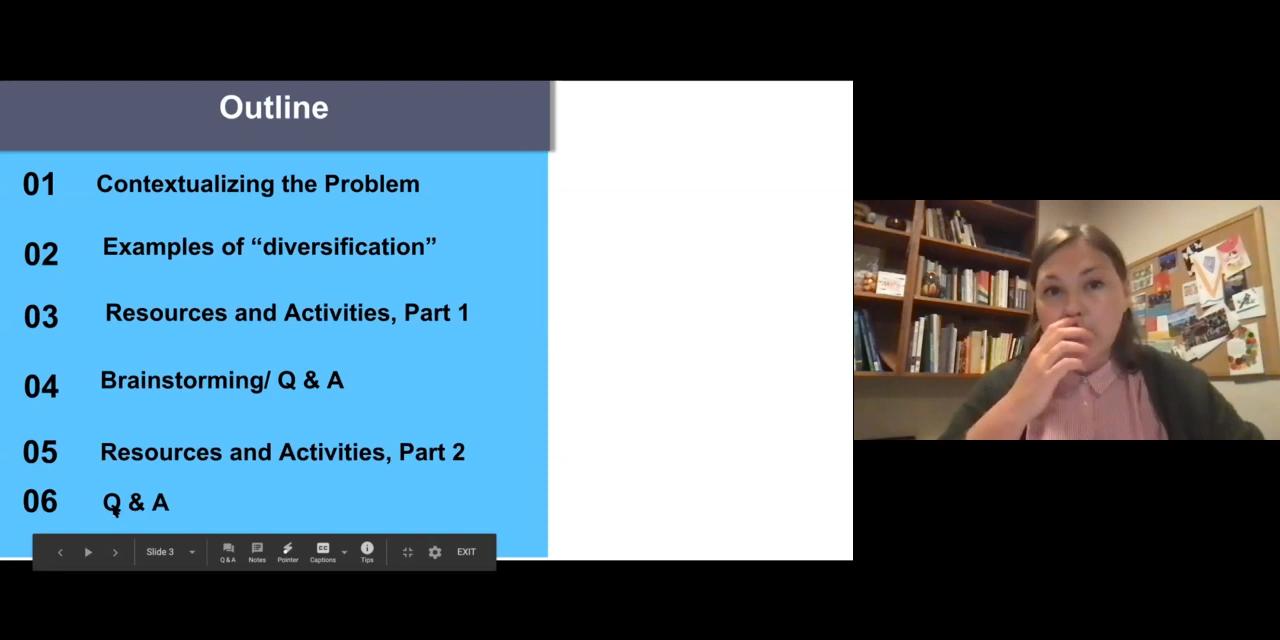 Outline
01 Contextualizing the Problem
02 Examples of “diversification”
03 Resources and Activities, Part 1
04 Brainstorming/ Q & A
05 Resources and Activities, Part 2
06 Q & A
Slide 3 Q&A Notes Pointer CC Captions Tips EXIT